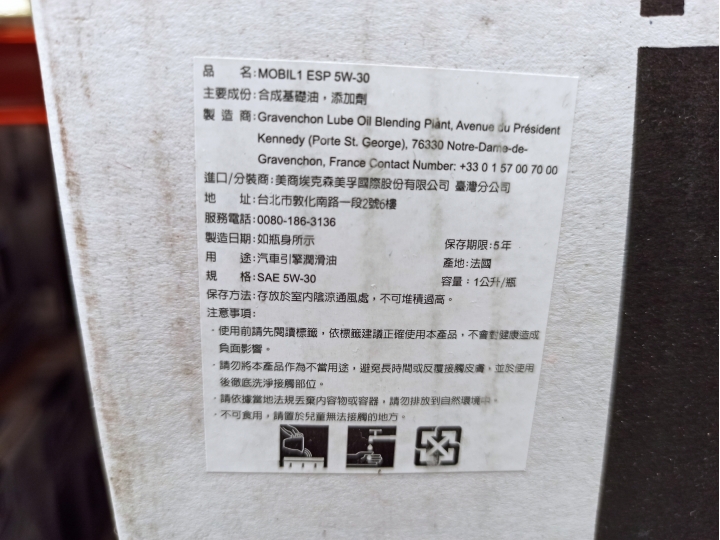 品 名:MOBIL1 ESP 5W-30
主要成份:合成基礎油，添加劑
製 造 商:Gravenchon Lube Oil Blending Plant, Avenue du Président
Kennedy (Porte St. George), 76330 Notre-Dame-de-
Gravenchon, France Contact Number: +33 0 1 57 00 70 00
進口/分裝商:美商埃克森美孚國際股份有限公司 臺灣分公司
地 址:台北市敦化南路一段2號6樓
服務電話:0080-186-3136
製造日期:如瓶身所示 保存期限:5年
用 途:汽車引擎潤滑油 產地:法國
規 格:SAE 5W-30 容量：1公升/瓶
保存方法:存放於室內陰涼通風處，不可堆積過高。
注意事項:
·使用前請先閱讀標籤，依標籤建議正確使用本產品，不會對健康造成
負面影響。
·請勿將本產品作為不當用途，避免長時間或反覆接觸皮膚，並於使用
後徹底洗淨接觸部位。
·請依據當地法規丟棄內容物或容器，請勿排放到自然環境中。
·不可食用，請置於兒童無法接觸的地方。